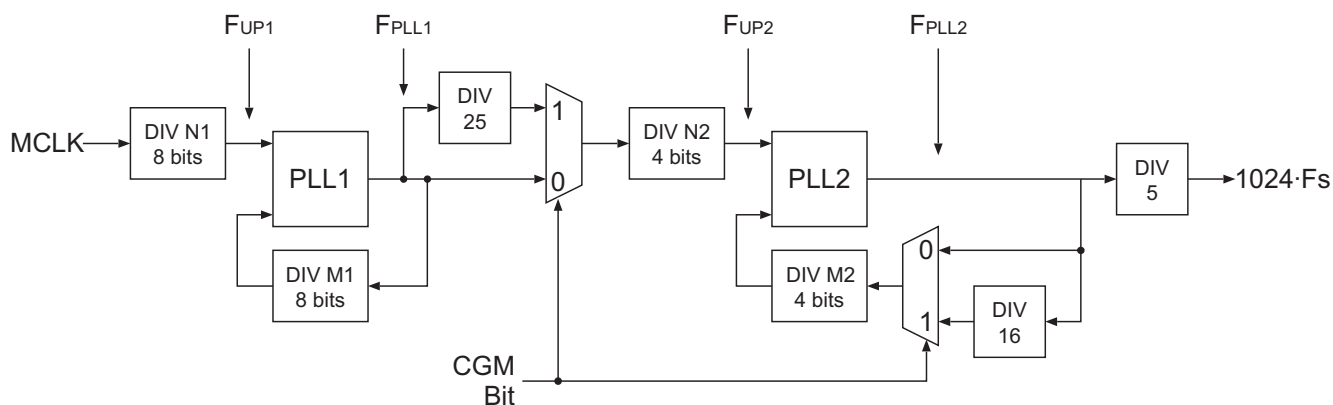 FUP1
FPLL1
FUP2
FPLL2
MCLK
DIV N1
8 bits
PLL1
DIV
25
1
0
DIV N2
4 bits
PLL2
DIV
5
1024·Fs
DIV M1
8 bits
DIV M2
4 bits
0
1
DIV
16
CGM
Bit